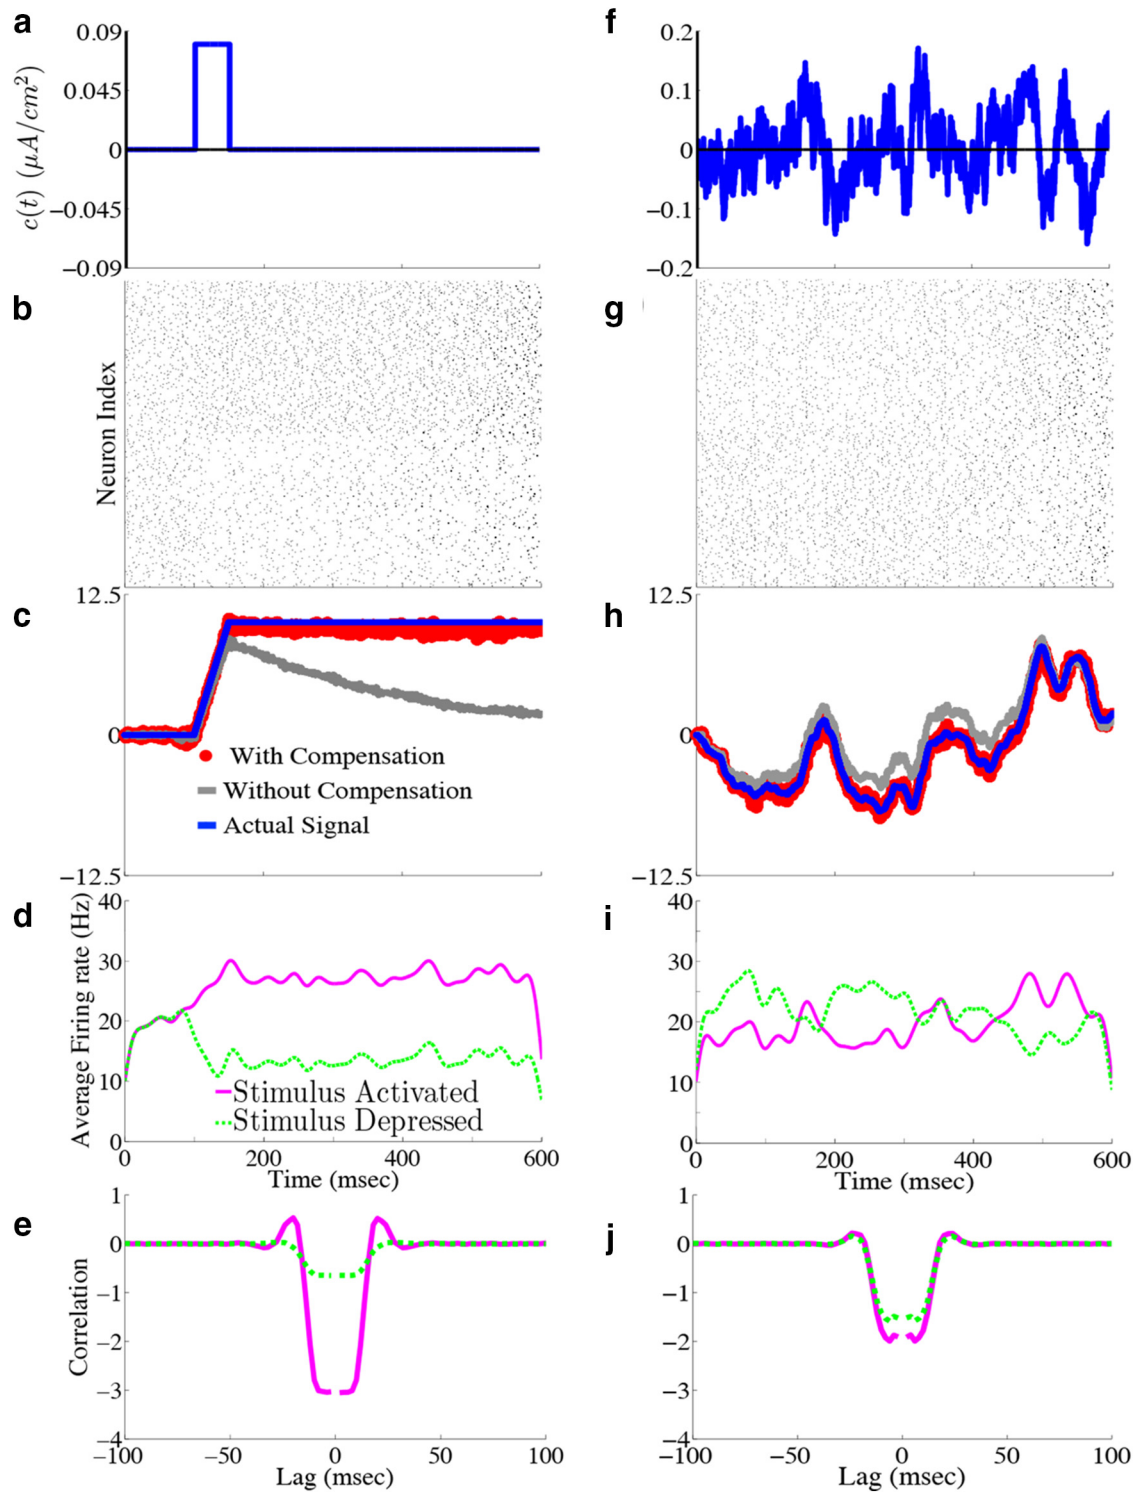 a
0.09
0.045
0
−0.045
−0.09
c(t) (μA/cm²)
b
Neuron Index
c
12.5
0
−12.5
With Compensation
Without Compensation
Actual Signal
d
40
30
20
10
0
Average Firing rate (Hz)
Stimulus Activated
Stimulus Depressed
0 200 400 600
Time (msec)
e
1
0
−1
−2
−3
−4
Correlation
−100 −50 0 50 100
Lag (msec)
f
0.2
0.1
0
−0.1
−0.2
g
h
12.5
0
−12.5
i
40
30
20
10
0
0 200 400 600
Time (msec)
j
1
0
−1
−2
−3
−4
−100 −50 0 50 100
Lag (msec)